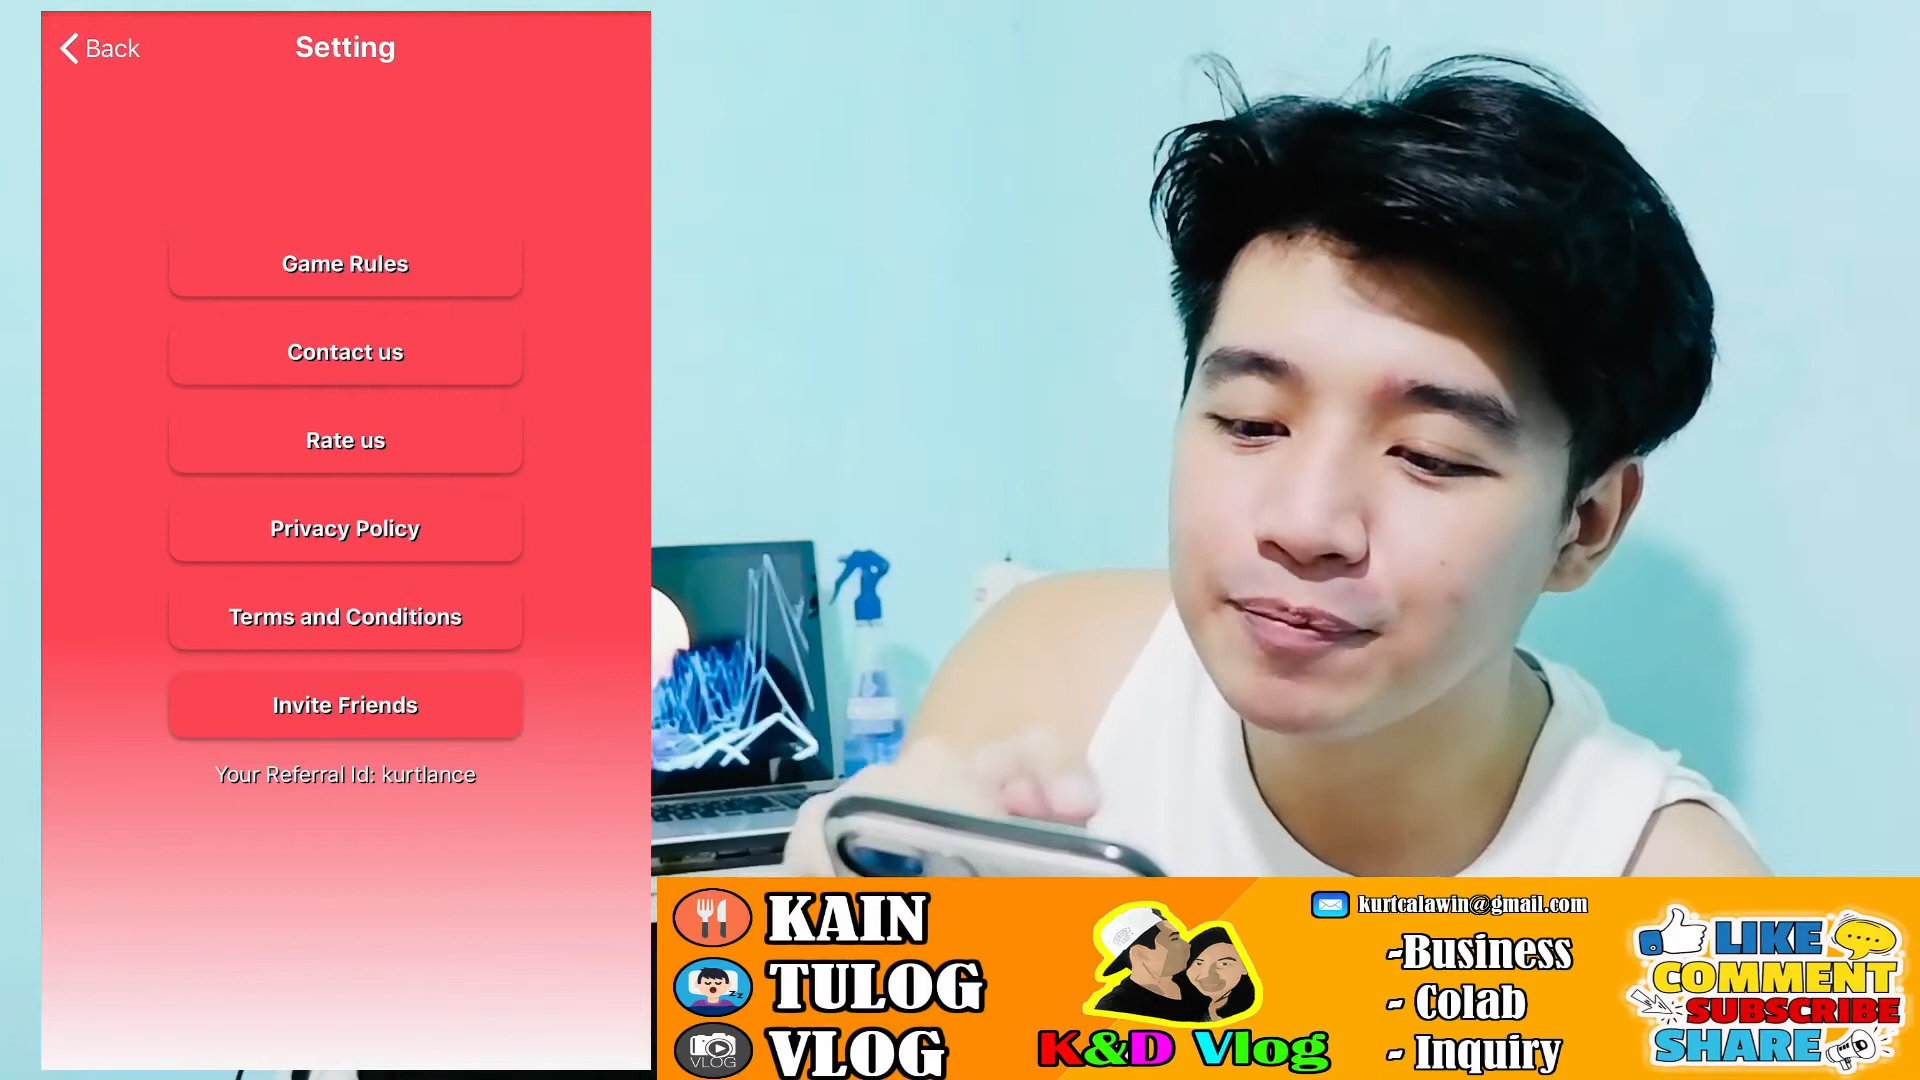 Back
Setting
Game Rules
Contact us
Rate us
Privacy Policy
Terms and Conditions
Invite Friends
Your Referral Id: kurtlance
KAIN
TULOG
VLOG
VLOG
K&D Vlog
kurtcalawin@gmail.com
-Business
- Colab
- Inquiry
LIKE
COMMENT
SUBSCRIBE
SHARE